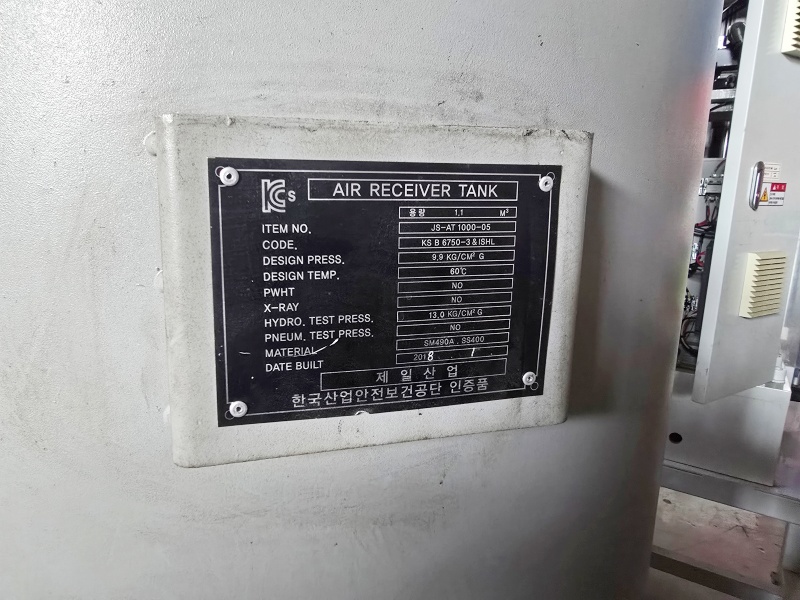 KCs AIR RECEIVER TANK
용량 1.1 M³
ITEM NO. JS-AT 1000-05
CODE. KS B 6750-3 & ISHL
DESIGN PRESS. 9.9 KG/CM² G
DESIGN TEMP. 60℃
PWHT NO
X-RAY NO
HYDRO. TEST PRESS. 13.0 KG/CM² G
PNEUM. TEST PRESS. NO
MATERIAL SM490A . SS400
DATE BUILT 2018 . 1
제일산업
한국산업안전보건공단 인증품